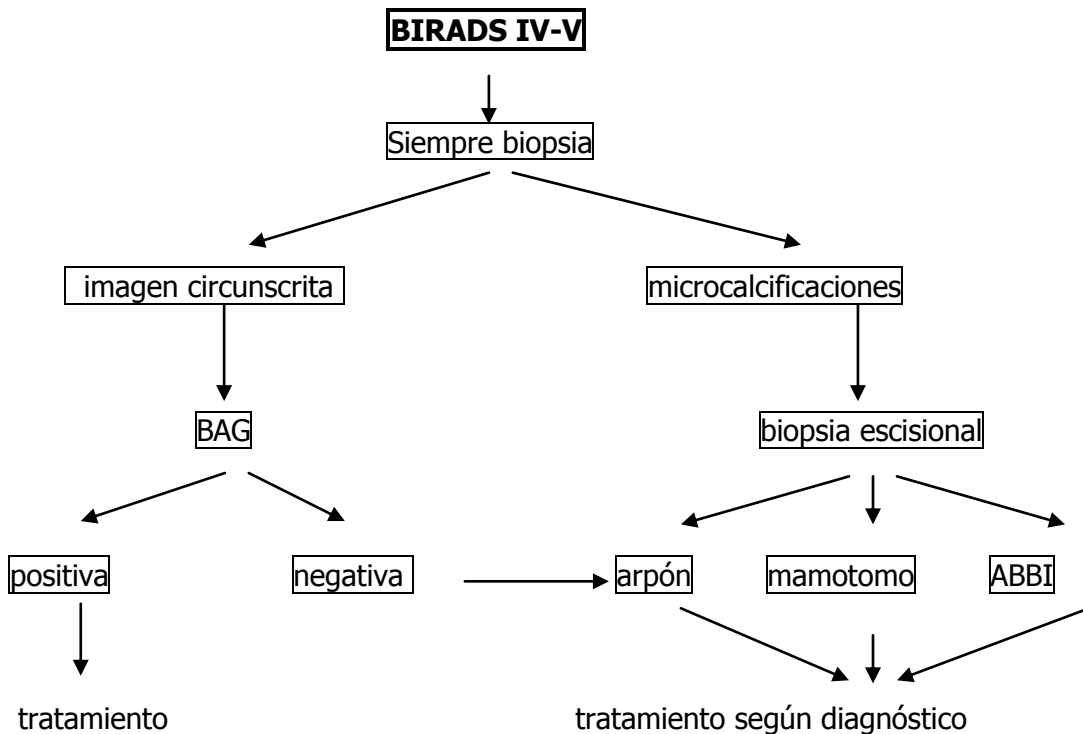 BIRADS IV-V
Siempre biopsia
imagen circunscrita
microcalcificaciones
BAG
biopsia escisional
positiva
negativa
arpón
mamotomo
ABBI
tratamiento
tratamiento según diagnóstico